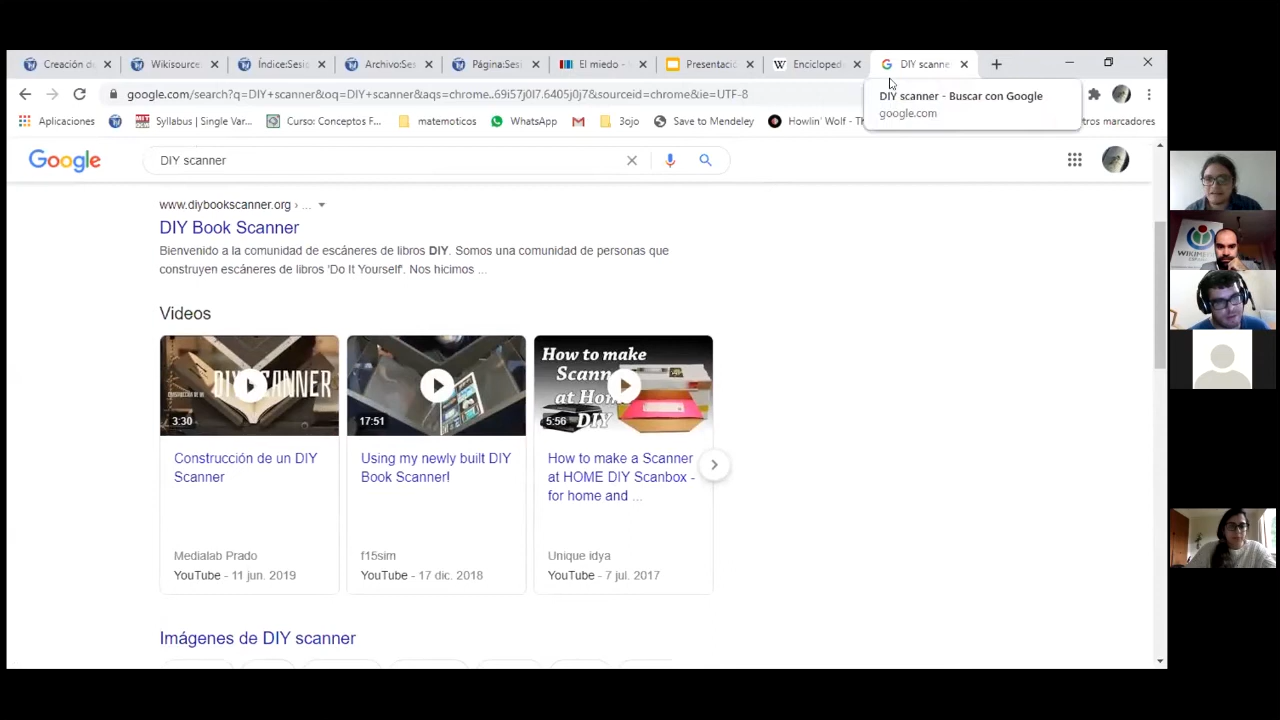 Creación de
Wikisource
Índice:Sesi
Archivo:Ses
Página:Sesi
El miedo -
Presentació
Encicloped
DIY scanne
google.com/search?q=DIY+scanner&oq=DIY+scanner&aqs=chrome..69i57j0l7.6405j0j7&sourceid=chrome&ie=UTF-8
DIY scanner - Buscar con Google
google.com
Aplicaciones
Syllabus | Single Var...
Curso: Conceptos F...
matemoticos
WhatsApp
3ojo
Save to Mendeley
Howlin' Wolf - Th
tros marcadores
Google
DIY scanner
www.diybookscanner.org › ...
DIY Book Scanner
Bienvenido a la comunidad de escáneres de libros DIY. Somos una comunidad de personas que
construyen escáneres de libros 'Do It Yourself'. Nos hicimos ...
Videos
DIY SCANNER
3:30
17:51
How to make
Scann
at Hom
DIY
5:56
Construcción de un DIY
Scanner
Using my newly built DIY
Book Scanner!
How to make a Scanner
at HOME DIY Scanbox -
for home and ...
Medialab Prado
YouTube - 11 jun. 2019
f15sim
YouTube - 17 dic. 2018
Unique idya
YouTube - 7 jul. 2017
Imágenes de DIY scanner